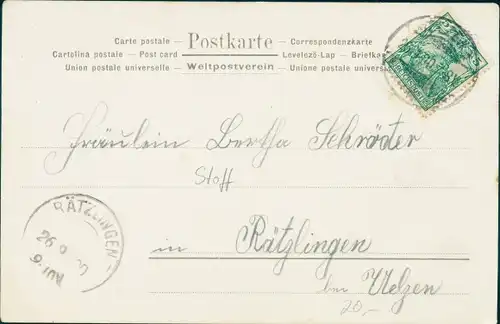 Carte postale — Postkarte — Correspondenzkarte
Cartolina postale — Post card — Levelező-Lap — Briefka
Union postale universelle — Weltpostverein — Unione postale univers
Fräulein Bertha Schröder
Stoff
in Rätzlingen
bei Uelzen
20,-
RÄTZLINGEN
26 9